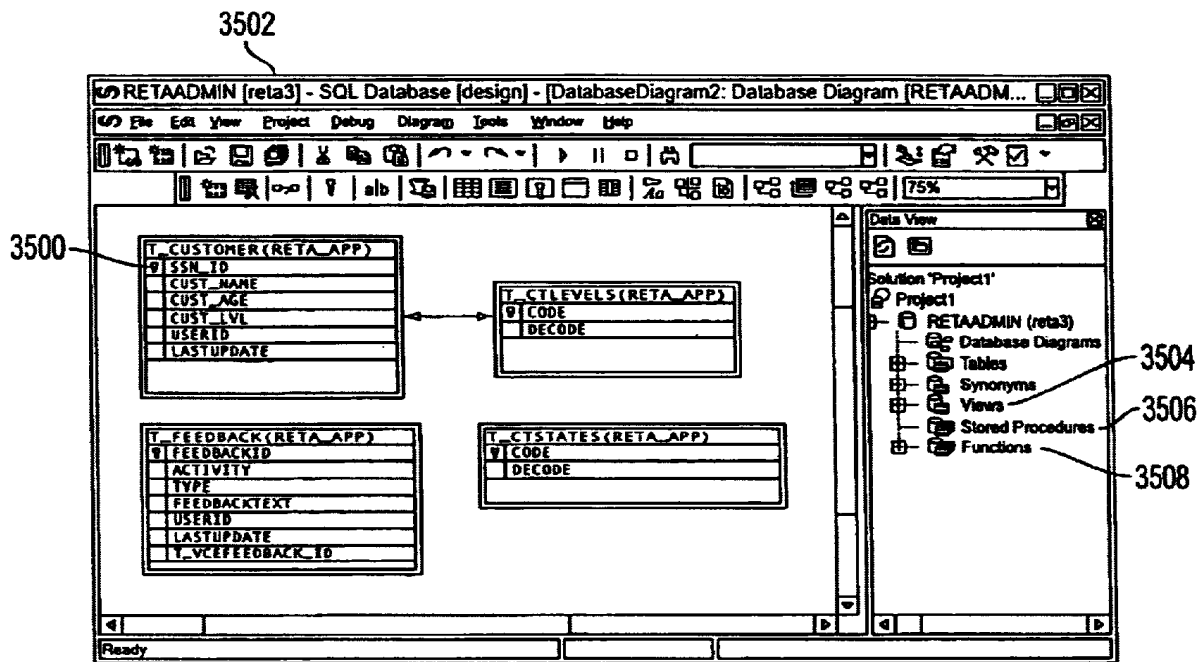 3502
RETAADMIN [reta3] - SQL Database [design] - [DatabaseDiagram2: Database Diagram [RETAADM...
File Edit View Project Debug Diagram Tools Window Help
a|b 75%
3500
T_CUSTOMER(RETA_APP)
SSN_ID
CUST_NAME
CUST_AGE
CUST_LVL
USERID
LASTUPDATE
T_CTLEVELS(RETA_APP)
CODE
DECODE
T_FEEDBACK(RETA_APP)
FEEDBACKID
ACTIVITY
TYPE
FEEDBACKTEXT
USERID
LASTUPDATE
T_VCEFEEDBACK_ID
T_CTSTATES(RETA_APP)
CODE
DECODE
Data View
Solution 'Project1'
Project1
RETAADMIN (reta3)
Database Diagrams
Tables
Synonyms
Views
Stored Procedures
Functions
3504
3506
3508
Ready